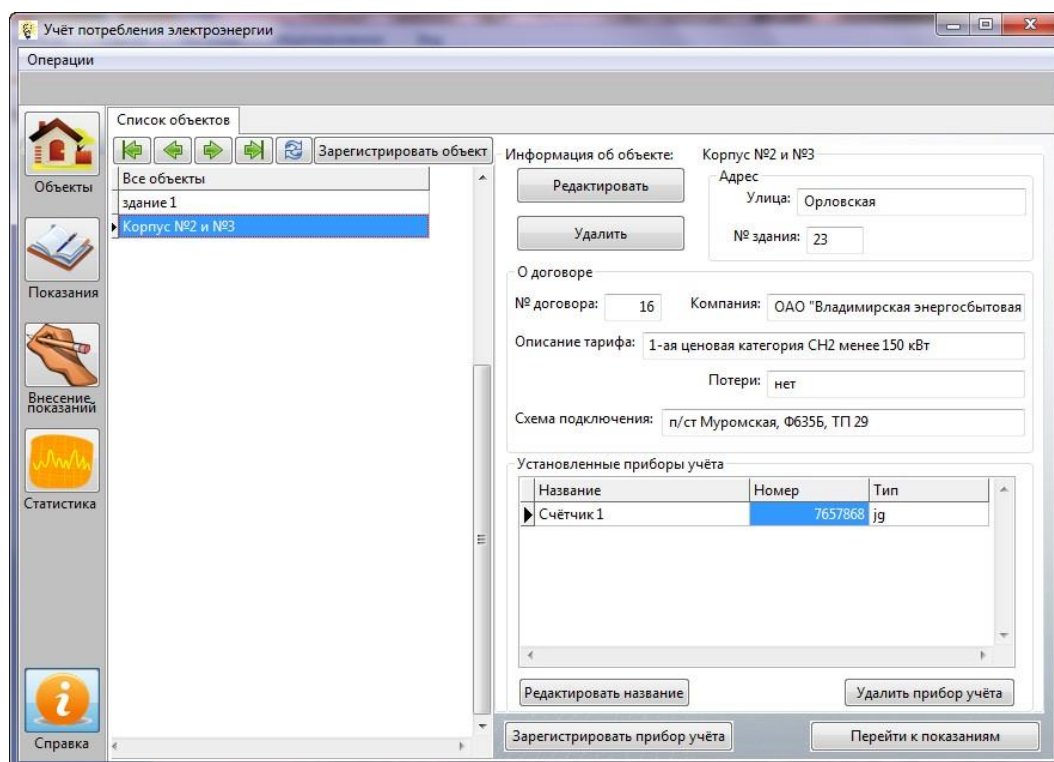 Учёт потребления электроэнергии
Операции
Объекты
Показания
Внесение
показаний
Статистика
Справка
Список объектов
Зарегистрировать объект
Все объекты
здание 1
Корпус №2 и №3
Информация об объекте: Корпус №2 и №3
Редактировать
Удалить
Адрес
Улица: Орловская
№ здания: 23
О договоре
№ договора: 16 Компания: ОАО "Владимирская энергосбытовая
Описание тарифа: 1-ая ценовая категория СН2 менее 150 кВт
Потери: нет
Схема подключения: п/ст Муромская, Ф635Б, ТП 29
Установленные приборы учёта
Название Номер Тип
Счётчик 1 7657868 jg
Редактировать название Удалить прибор учёта
Зарегистрировать прибор учёта Перейти к показаниям